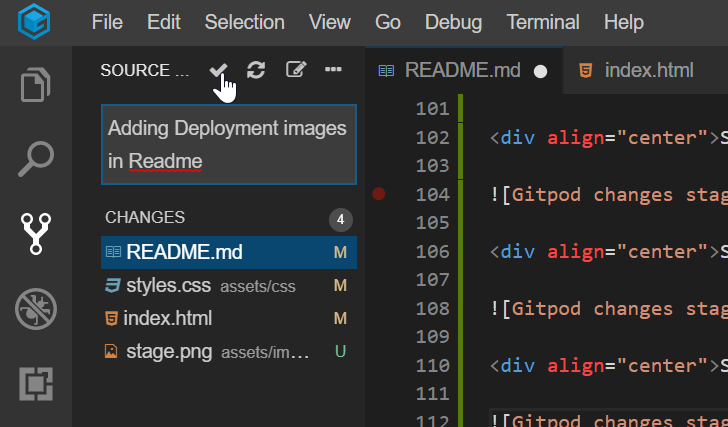 File Edit Selection View Go Debug Terminal Help
SOURCE ...
README.md
index.html
Adding Deployment images
in Readme
CHANGES 4
README.md M
styles.css assets/css M
index.html M
stage.png assets/im... U
101
102 <div align="center">S
103
104 ![Gitpod changes stag
105
106 <div align="center">S
107
108 ![Gitpod changes stag
109
110 <div align="center">S
111
112 ![Gitpod changes stag